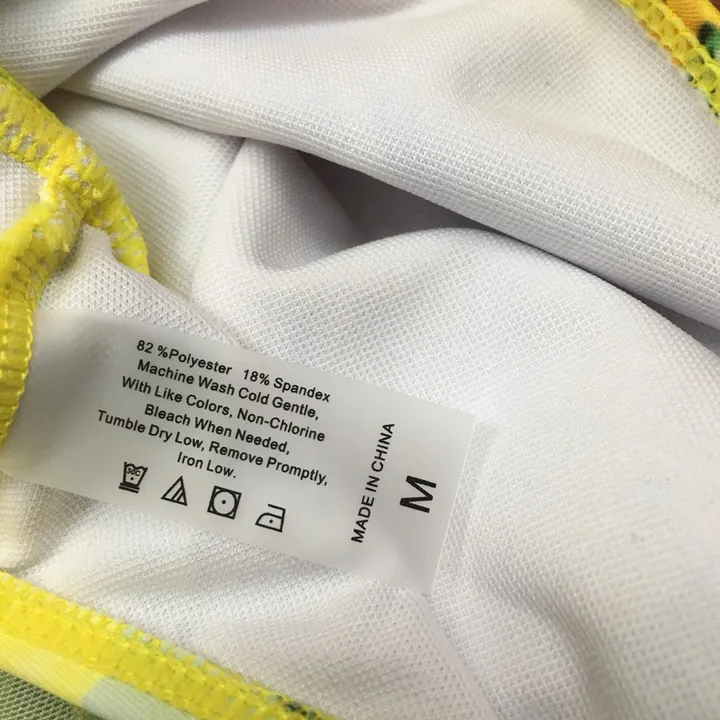 82 %Polyester 18% Spandex
Machine Wash Cold Gentle,
With Like Colors, Non-Chlorine
Bleach When Needed,
Tumble Dry Low, Remove Promptly,
Iron Low.
30C
MADE IN CHINA
M